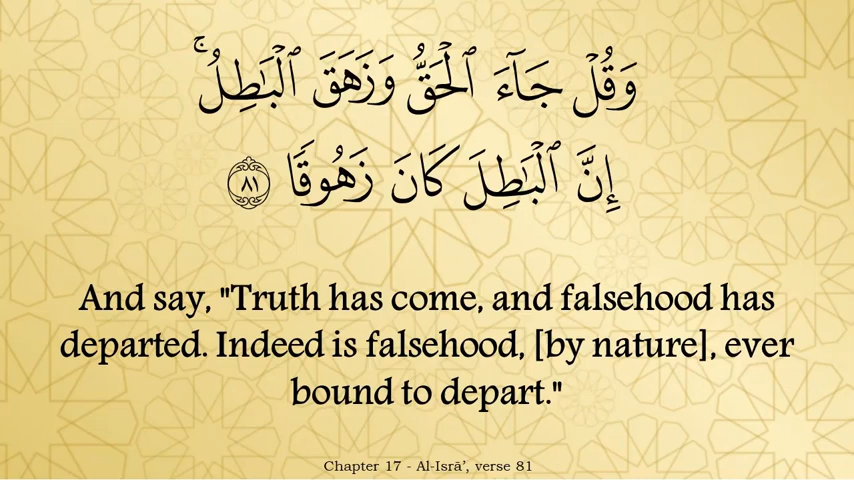 وَقُلْ جَآءَ ٱلْحَقُّ وَزَهَقَ ٱلْبَـٰطِلُ ۚ
إِنَّ ٱلْبَـٰطِلَ كَانَ زَهُوقًا ٨١
And say, "Truth has come, and falsehood has
departed. Indeed is falsehood, [by nature], ever
bound to depart."
Chapter 17 - Al-Isrā’, verse 81